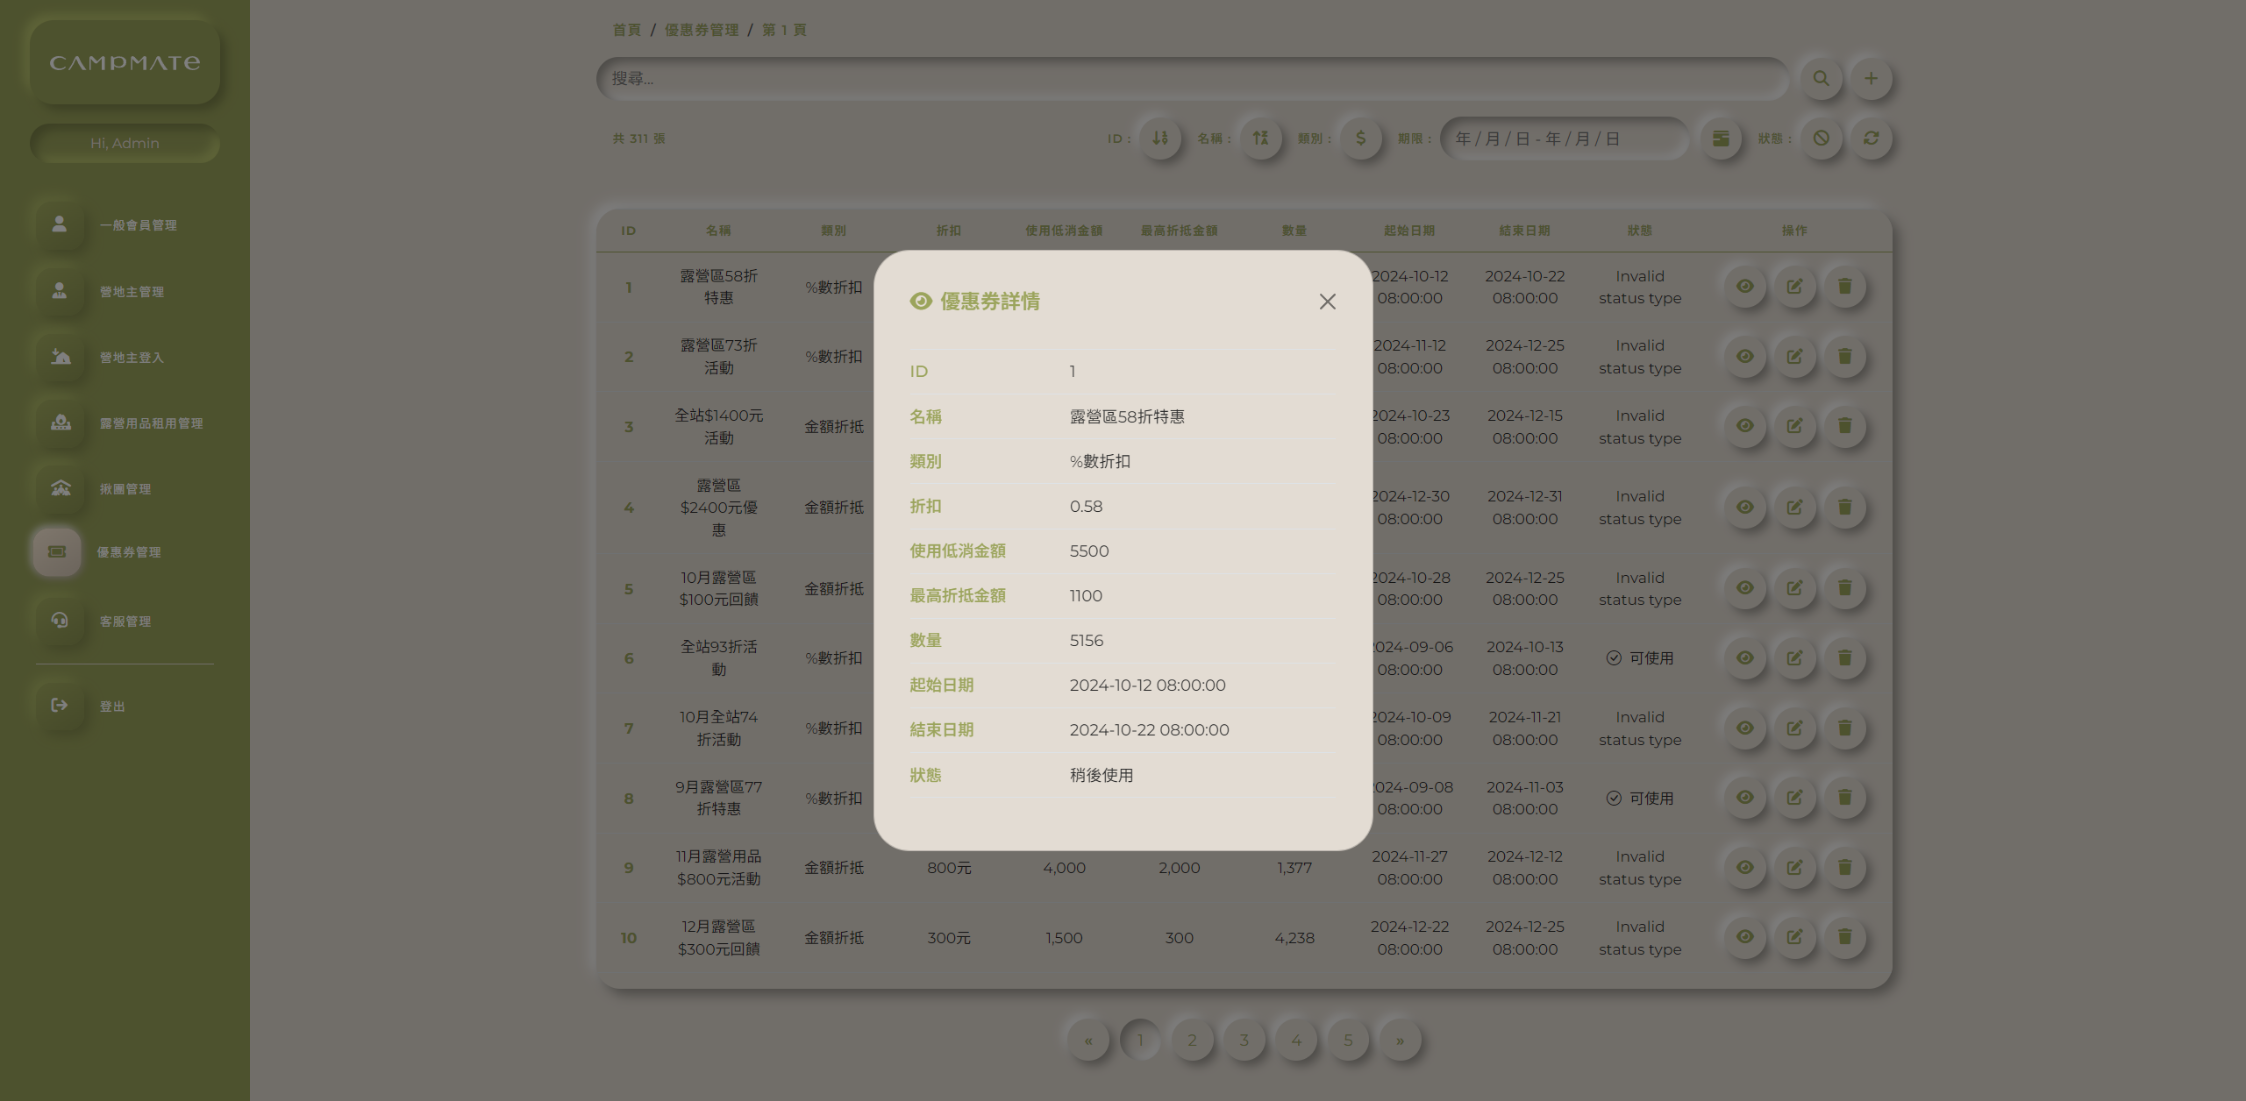 CAMPMATE
Hi, Admin
一般會員管理
營地主管理
營地主登入
露營用品租用管理
揪團管理
優惠券管理
客服管理
登出
首頁 / 優惠券管理 / 第 1 頁
搜尋...
共 311 張
ID :
名稱 :
類別 :
期限 :
年 / 月 / 日 - 年 / 月 / 日
狀態 :
ID 名稱 類別 折扣 使用低消金額 最高折抵金額 數量 起始日期 結束日期 狀態 操作
1 露營區58折 %數折扣 2024-10-12 2024-10-22 Invalid
特惠 08:00:00 08:00:00 status type
2 露營區73折 %數折扣 2024-11-12 2024-12-25 Invalid
活動 08:00:00 08:00:00 status type
3 全站$1400元 金額折抵 2024-10-23 2024-12-15 Invalid
活動 08:00:00 08:00:00 status type
4 露營區 金額折抵 2024-12-30 2024-12-31 Invalid
$2400元優 08:00:00 08:00:00 status type
惠
5 10月露營區 金額折抵 2024-10-28 2024-12-25 Invalid
$100元回饋 08:00:00 08:00:00 status type
6 全站93折活 %數折扣 2024-09-06 2024-10-13 可使用
動 08:00:00 08:00:00
7 10月全站74 %數折扣 2024-10-09 2024-11-21 Invalid
折活動 08:00:00 08:00:00 status type
8 9月露營區77 %數折扣 2024-09-08 2024-11-03 可使用
折特惠 08:00:00 08:00:00
9 11月露營用品 金額折抵 800元 4,000 2,000 1,377 2024-11-27 2024-12-12 Invalid
$800元活動 08:00:00 08:00:00 status type
10 12月露營區 金額折抵 300元 1,500 300 4,238 2024-12-22 2024-12-25 Invalid
$300元回饋 08:00:00 08:00:00 status type
優惠券詳情
ID 1
名稱 露營區58折特惠
類別 %數折扣
折扣 0.58
使用低消金額 5500
最高折抵金額 1100
數量 5156
起始日期 2024-10-12 08:00:00
結束日期 2024-10-22 08:00:00
狀態 稍後使用
« 1 2 3 4 5 »